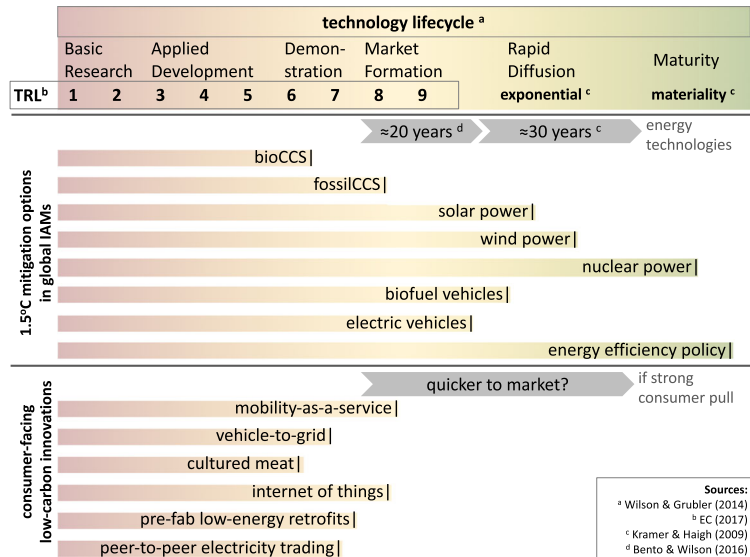 technology lifecycle a
Basic
Research
Applied
Development
Demon-
stration
Market
Formation
Rapid
Diffusion
exponential c
Maturity
materiality c
TRLb 1 2 3 4 5 6 7 8 9
≈20 years d
≈30 years c
energy
technologies
1.5oC mitigation options
in global IAMs
bioCCS
fossilCCS
solar power
wind power
nuclear power
biofuel vehicles
electric vehicles
energy efficiency policy
quicker to market?
if strong
consumer pull
consumer-facing
low-carbon innovations
mobility-as-a-service
vehicle-to-grid
cultured meat
internet of things
pre-fab low-energy retrofits
peer-to-peer electricity trading
Sources:
a Wilson & Grubler (2014)
b EC (2017)
c Kramer & Haigh (2009)
d Bento & Wilson (2016)